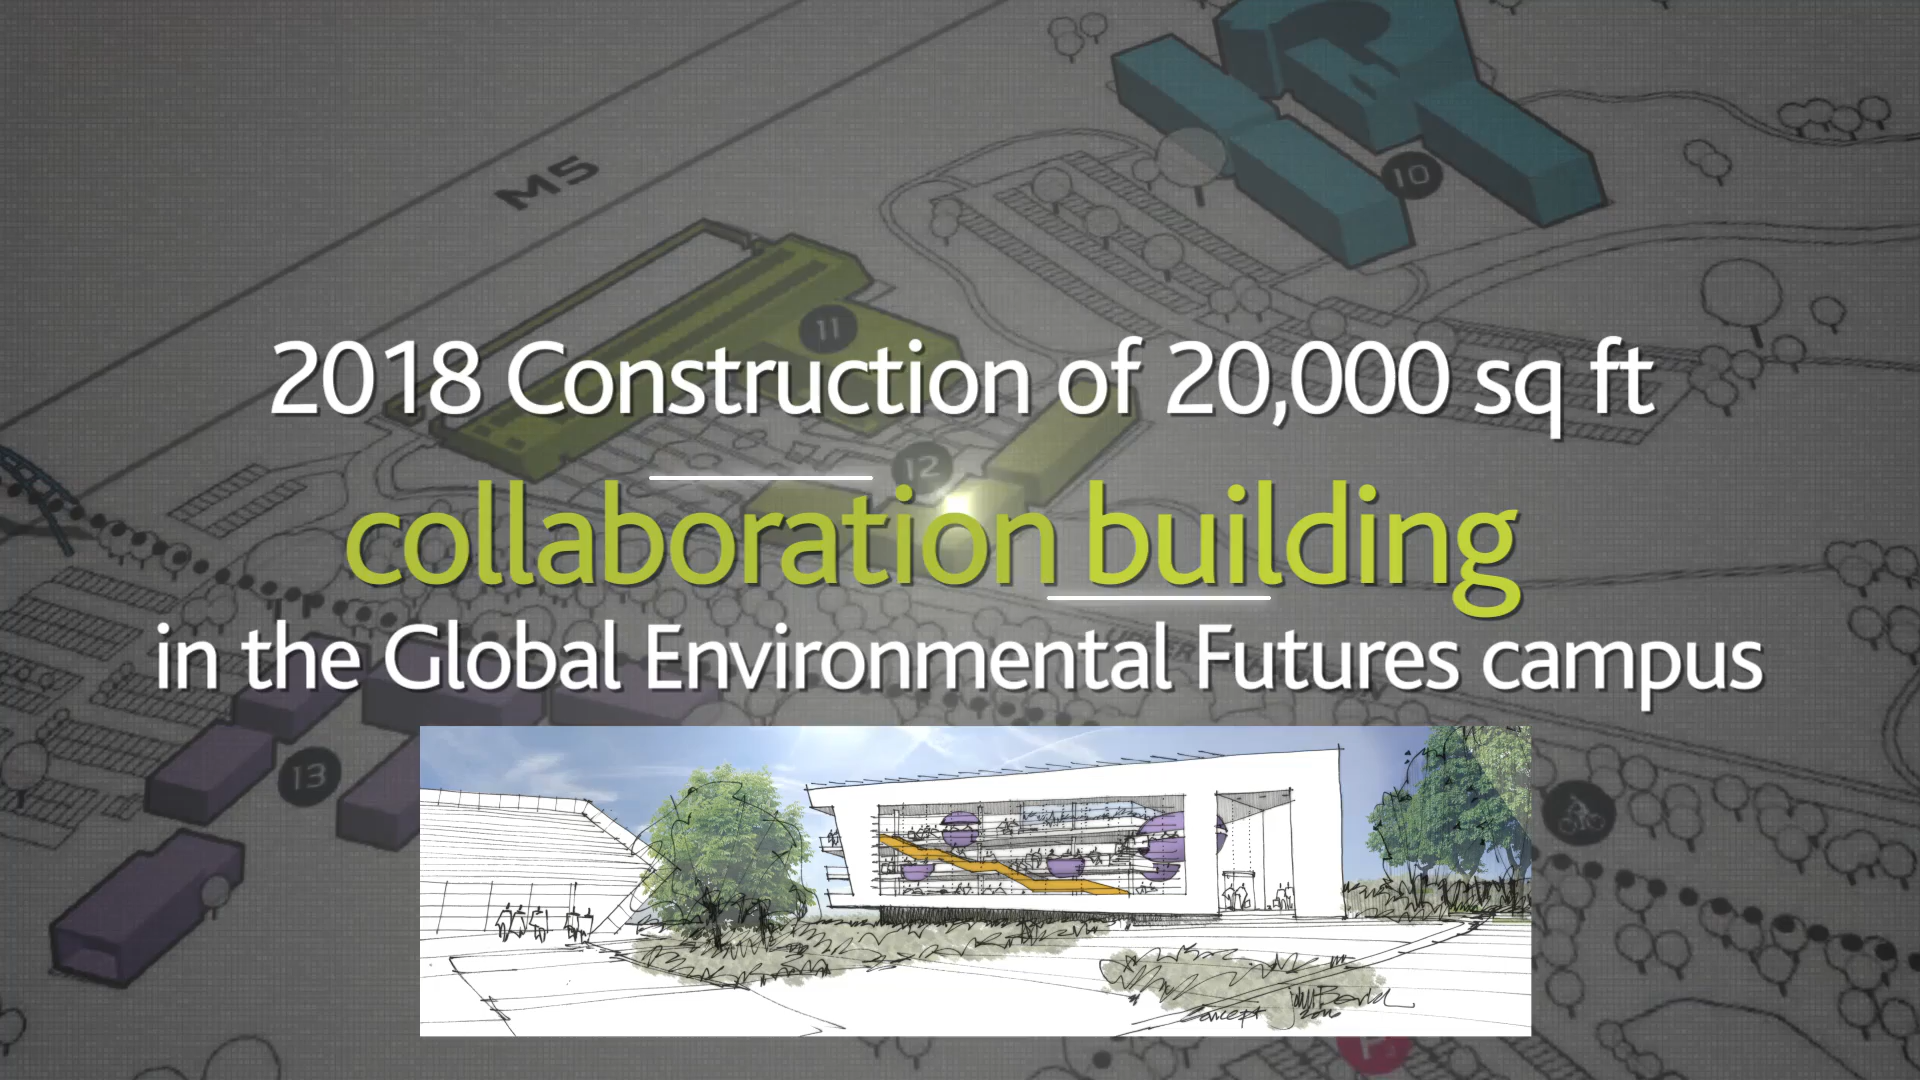 M5
10
11
2018 Construction of 20,000 sq ft
12
collaboration building
in the Global Environmental Futures campus
13
Concept